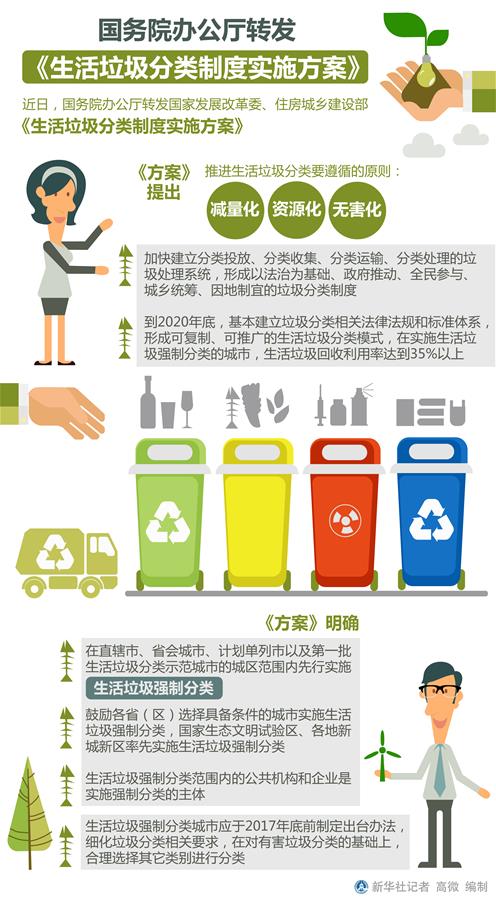 国务院办公厅转发
《生活垃圾分类制度实施方案》
近日，国务院办公厅转发国家发展改革委、住房城乡建设部
《生活垃圾分类制度实施方案》
《方案》
提出
推进生活垃圾分类要遵循的原则：
减量化 资源化 无害化
加快建立分类投放、分类收集、分类运输、分类处理的垃
圾处理系统，形成以法治为基础、政府推动、全民参与、
城乡统筹、因地制宜的垃圾分类制度
到2020年底，基本建立垃圾分类相关法律法规和标准体系，
形成可复制、可推广的生活垃圾分类模式，在实施生活垃
圾强制分类的城市，生活垃圾回收利用率达到35%以上
《方案》明确
在直辖市、省会城市、计划单列市以及第一批
生活垃圾分类示范城市的城区范围内先行实施
生活垃圾强制分类
鼓励各省（区）选择具备条件的城市实施生活
垃圾强制分类，国家生态文明试验区、各地新
城新区率先实施生活垃圾强制分类
生活垃圾强制分类范围内的公共机构和企业是
实施强制分类的主体
生活垃圾强制分类城市应于2017年底前制定出台办法，
细化垃圾分类相关要求，在对有害垃圾分类的基础上，
合理选择其它类别进行分类
新华社记者 高微 编制